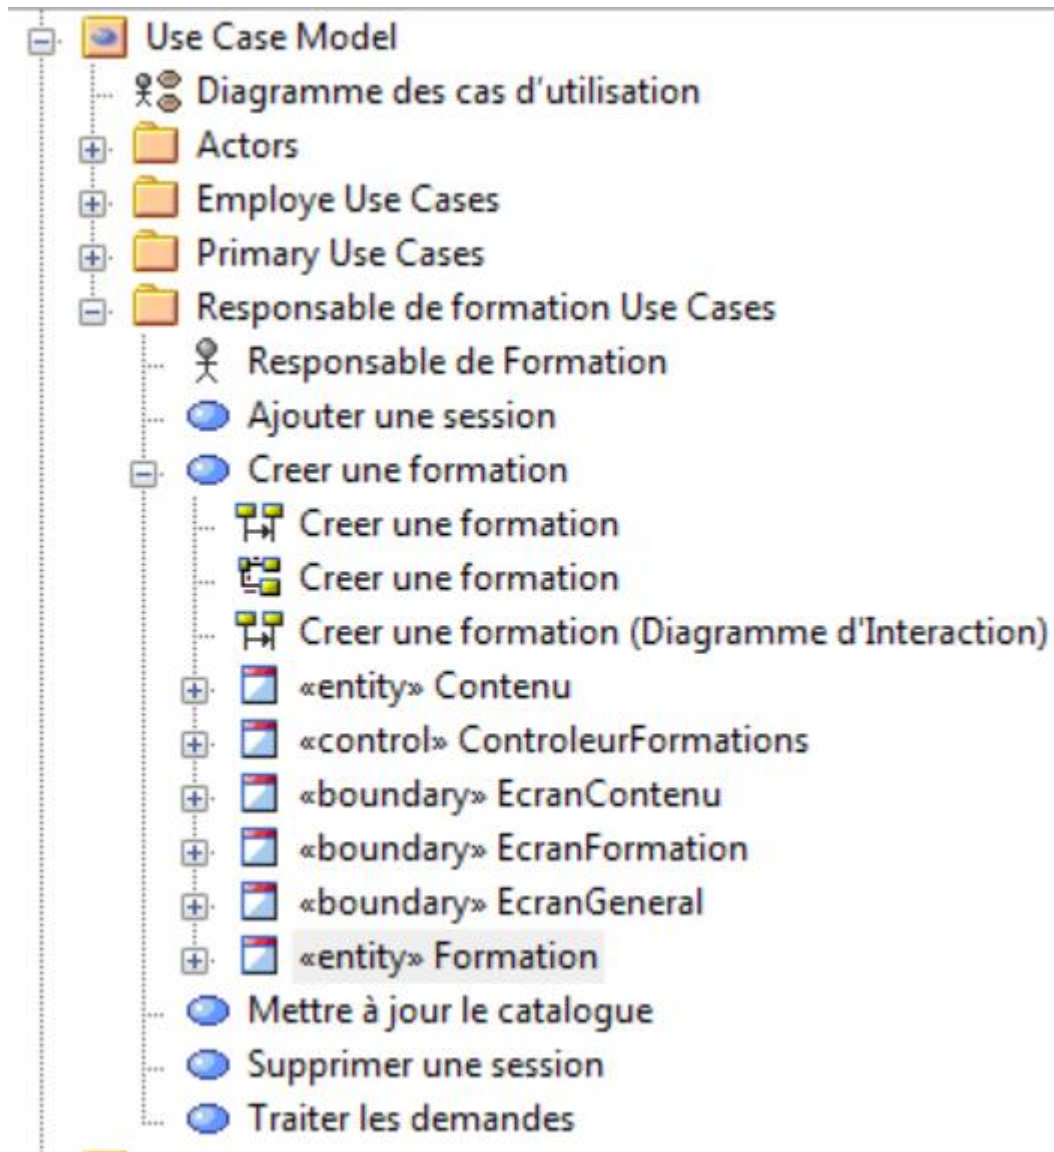 Use Case Model
Diagramme des cas d'utilisation
Actors
Employe Use Cases
Primary Use Cases
Responsable de formation Use Cases
Responsable de Formation
Ajouter une session
Creer une formation
Creer une formation
Creer une formation
Creer une formation (Diagramme d'Interaction)
«entity» Contenu
«control» ControleurFormations
«boundary» EcranContenu
«boundary» EcranFormation
«boundary» EcranGeneral
«entity» Formation
Mettre à jour le catalogue
Supprimer une session
Traiter les demandes